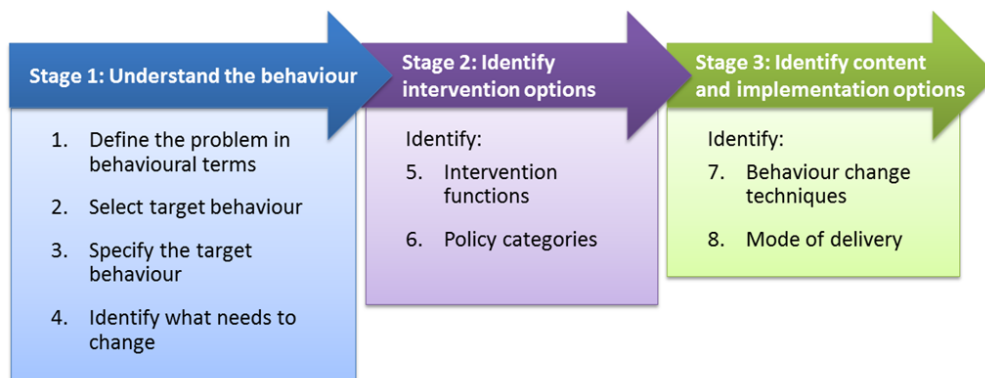 Stage 1: Understand the behaviour
1. Define the problem in
behavioural terms
2. Select target behaviour
3. Specify the target
behaviour
4. Identify what needs to
change
Stage 2: Identify
intervention options
Identify:
5. Intervention
functions
6. Policy categories
Stage 3: Identify content
and implementation options
Identify:
7. Behaviour change
techniques
8. Mode of delivery